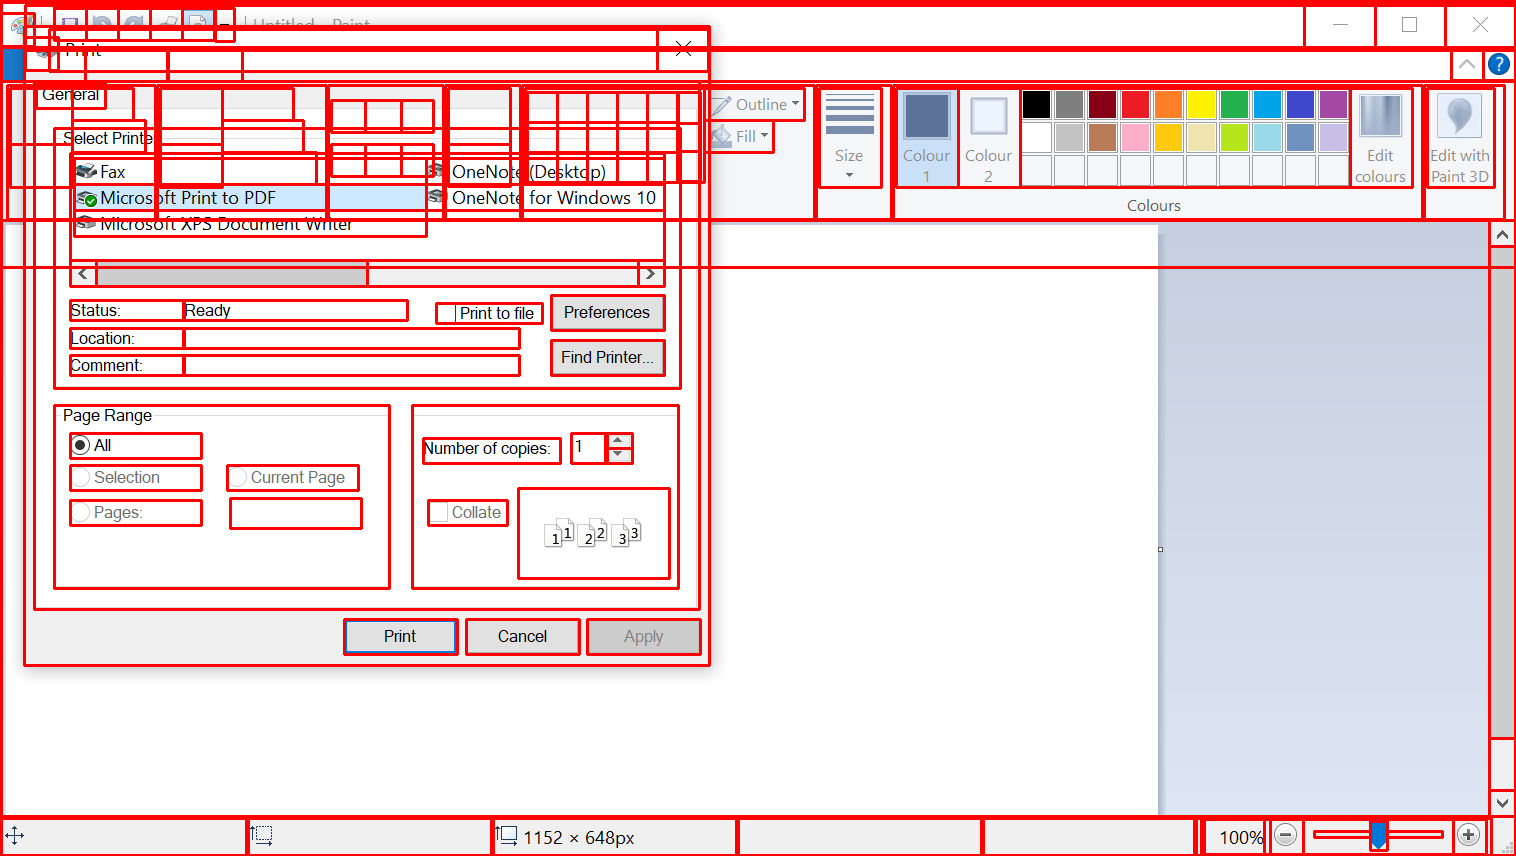 Untitled - Paint
Print
General
Outline
Fill
Size
Colour 1
Colour 2
Edit colours
Edit with Paint 3D
Colours
Select Printer
Fax
OneNote (Desktop)
Microsoft Print to PDF
OneNote for Windows 10
Microsoft XPS Document Writer
Status:
Ready
Print to file
Preferences
Location:
Find Printer...
Comment:
Page Range
All
Selection
Current Page
Pages:
Number of copies:
1
Collate
1 1 2 2 3 3
Print
Cancel
Apply
1152 × 648px
100%